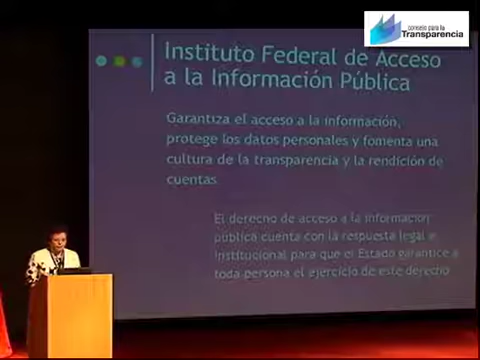 consejo para la
Transparencia
Instituto Federal de Acceso
a la Información Pública
Garantiza el acceso a la información,
protege los datos personales y fomenta una
cultura de la transparencia y la rendición de
cuentas
El derecho de acceso a la información
pública cuenta con la respuesta legal e
institucional para que el Estado garantice a
toda persona el ejercicio de este derecho